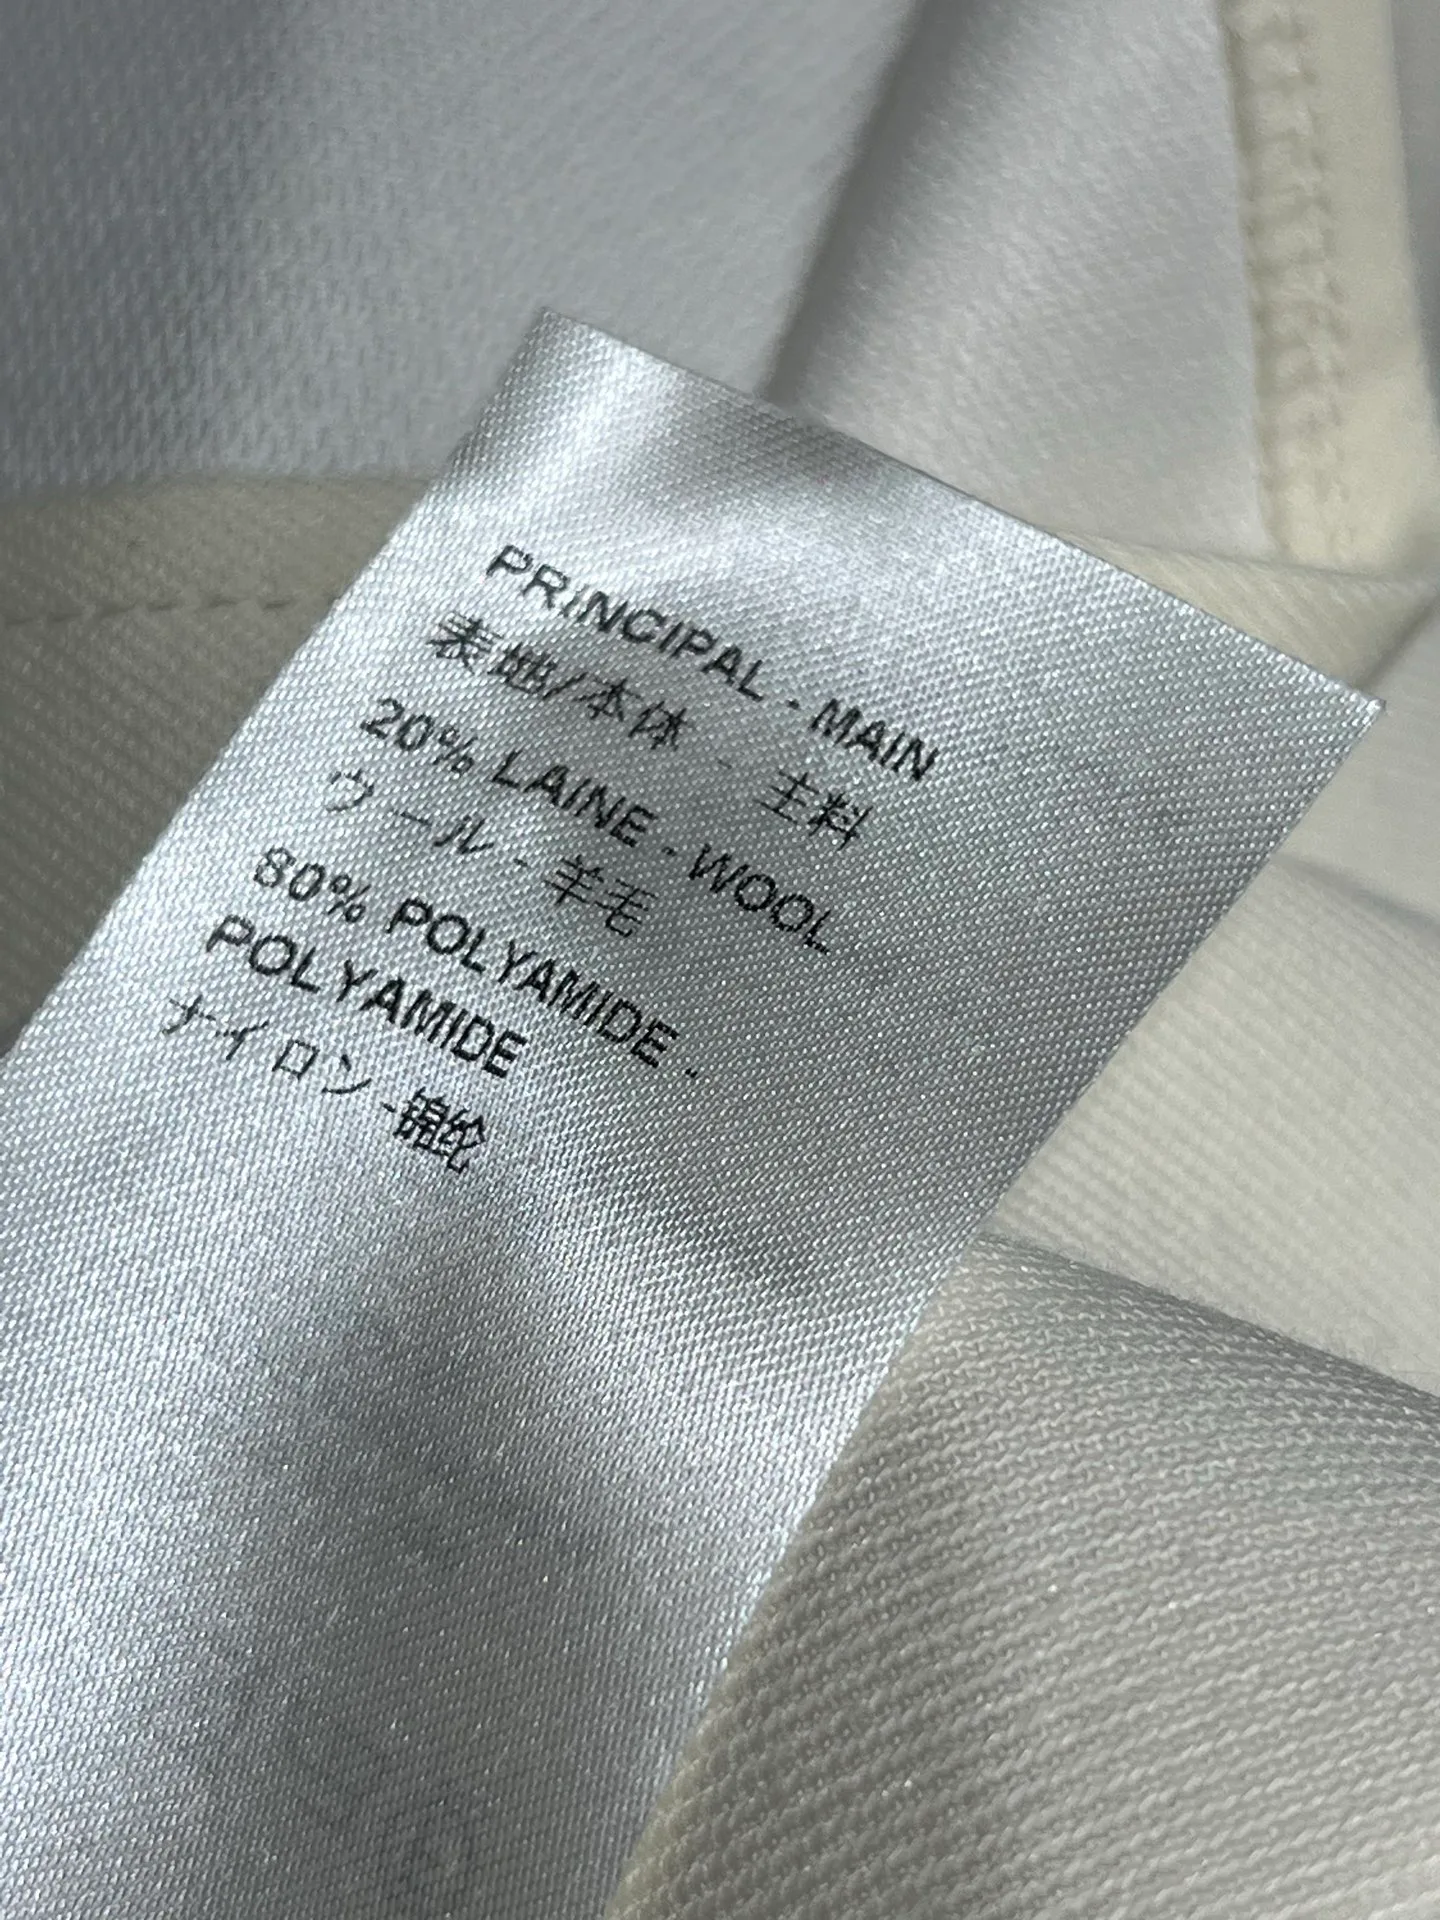 PRINCIPAL - MAIN
表地/本体 - 主料
20% LAINE - WOOL
ウール - 羊毛
80% POLYAMIDE -
POLYAMIDE
ナイロン - 锦纶